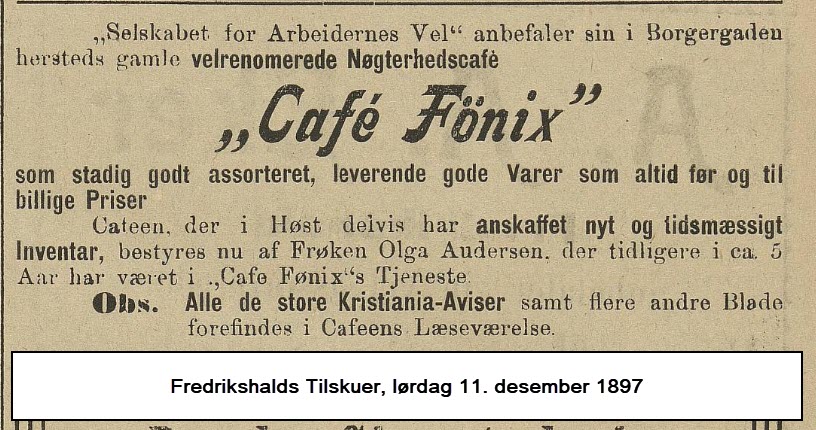 „Selskabet for Arbeidernes Vel“ anbefaler sin i Borgergaden
hersteds gamle velrenomerede Nøgterhedscafè
„Café Fönix”
som stadig godt assorteret, leverende gode Varer som altid før og til
billige Priser
Cafeen, der i Høst delvis har anskaffet nyt og tidsmæssigt
Inventar, bestyres nu af Frøken Olga Andersen, der tidligere i ca. 5
Aar har været i „Cafe Fønix“s Tjeneste.
Obs. Alle de store Kristiania-Aviser samt flere andre Blade
forefindes i Cafeens Læseværelse.
Fredrikshalds Tilskuer, lørdag 11. desember 1897